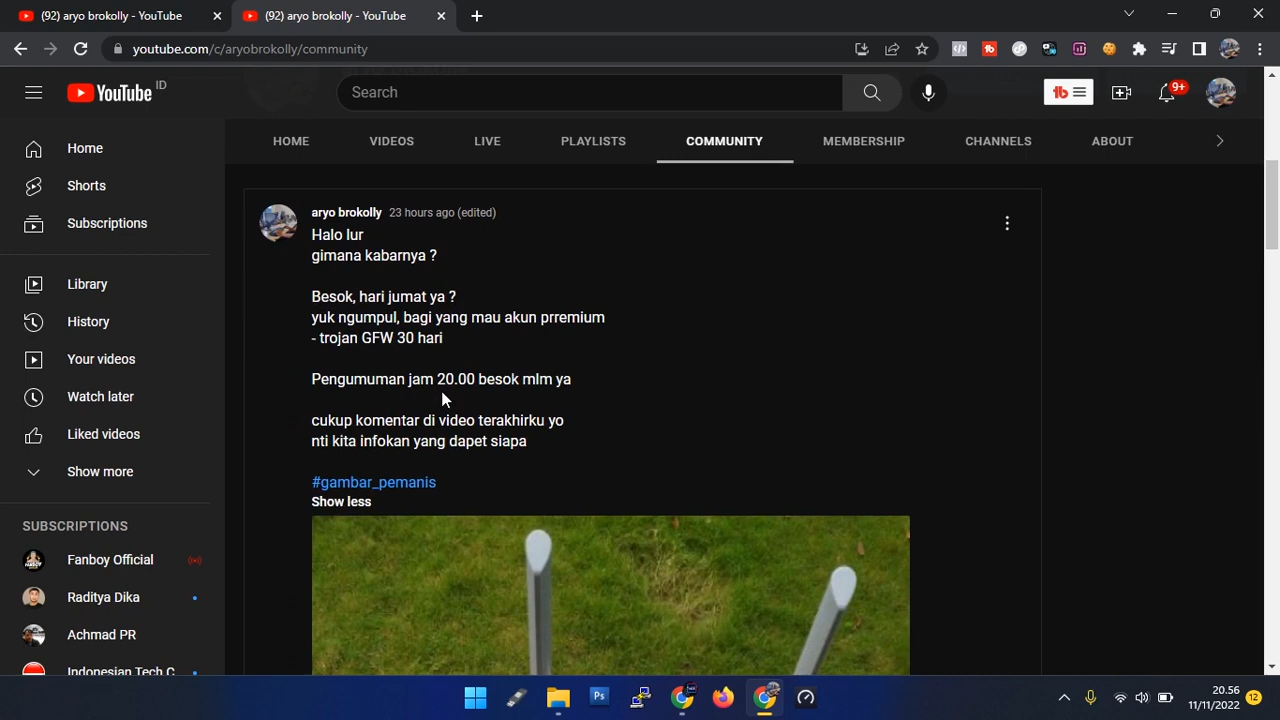 (92) aryo brokolly - YouTube
(92) aryo brokolly - YouTube
youtube.com/c/aryobrokolly/community
YouTube ID
Search
9+
HOME VIDEOS LIVE PLAYLISTS COMMUNITY MEMBERSHIP CHANNELS ABOUT
Home
Shorts
Subscriptions
Library
History
Your videos
Watch later
Liked videos
Show more
SUBSCRIPTIONS
Fanboy Official
Raditya Dika
Achmad PR
Indonesian Tech C
aryo brokolly 23 hours ago (edited)
Halo lur
gimana kabarnya ?
Besok, hari jumat ya ?
yuk ngumpul, bagi yang mau akun prremium
- trojan GFW 30 hari
Pengumuman jam 20.00 besok mlm ya
cukup komentar di video terakhirku yo
nti kita infokan yang dapet siapa
#gambar_pemanis
Show less
Ps
20.56
11/11/2022
12